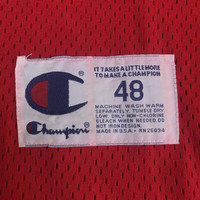 IT TAKES A LITTLE MORE
TO MAKE A CHAMPION
48
MACHINE WASH WARM
SEPARATELY, TUMBLE DRY
LOW. ONLY NON-CHLORINE
BLEACH WHEN NEEDED. DO
NOT IRON DESIGN
MADE IN U.S.A. • RN 26094
Champion